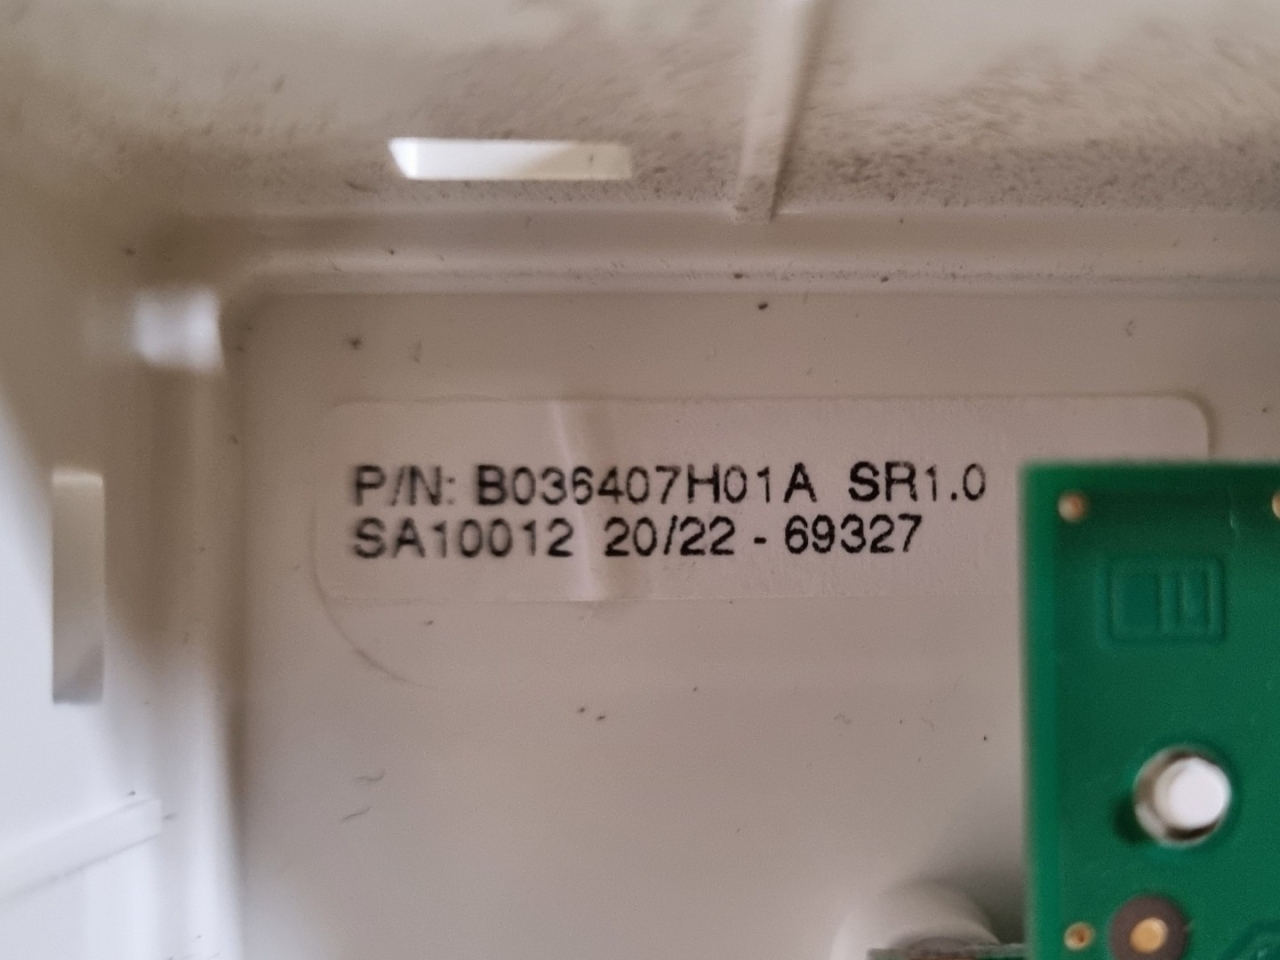 P/N: B036407H01A SR1.0
SA10012 20/22 - 69327